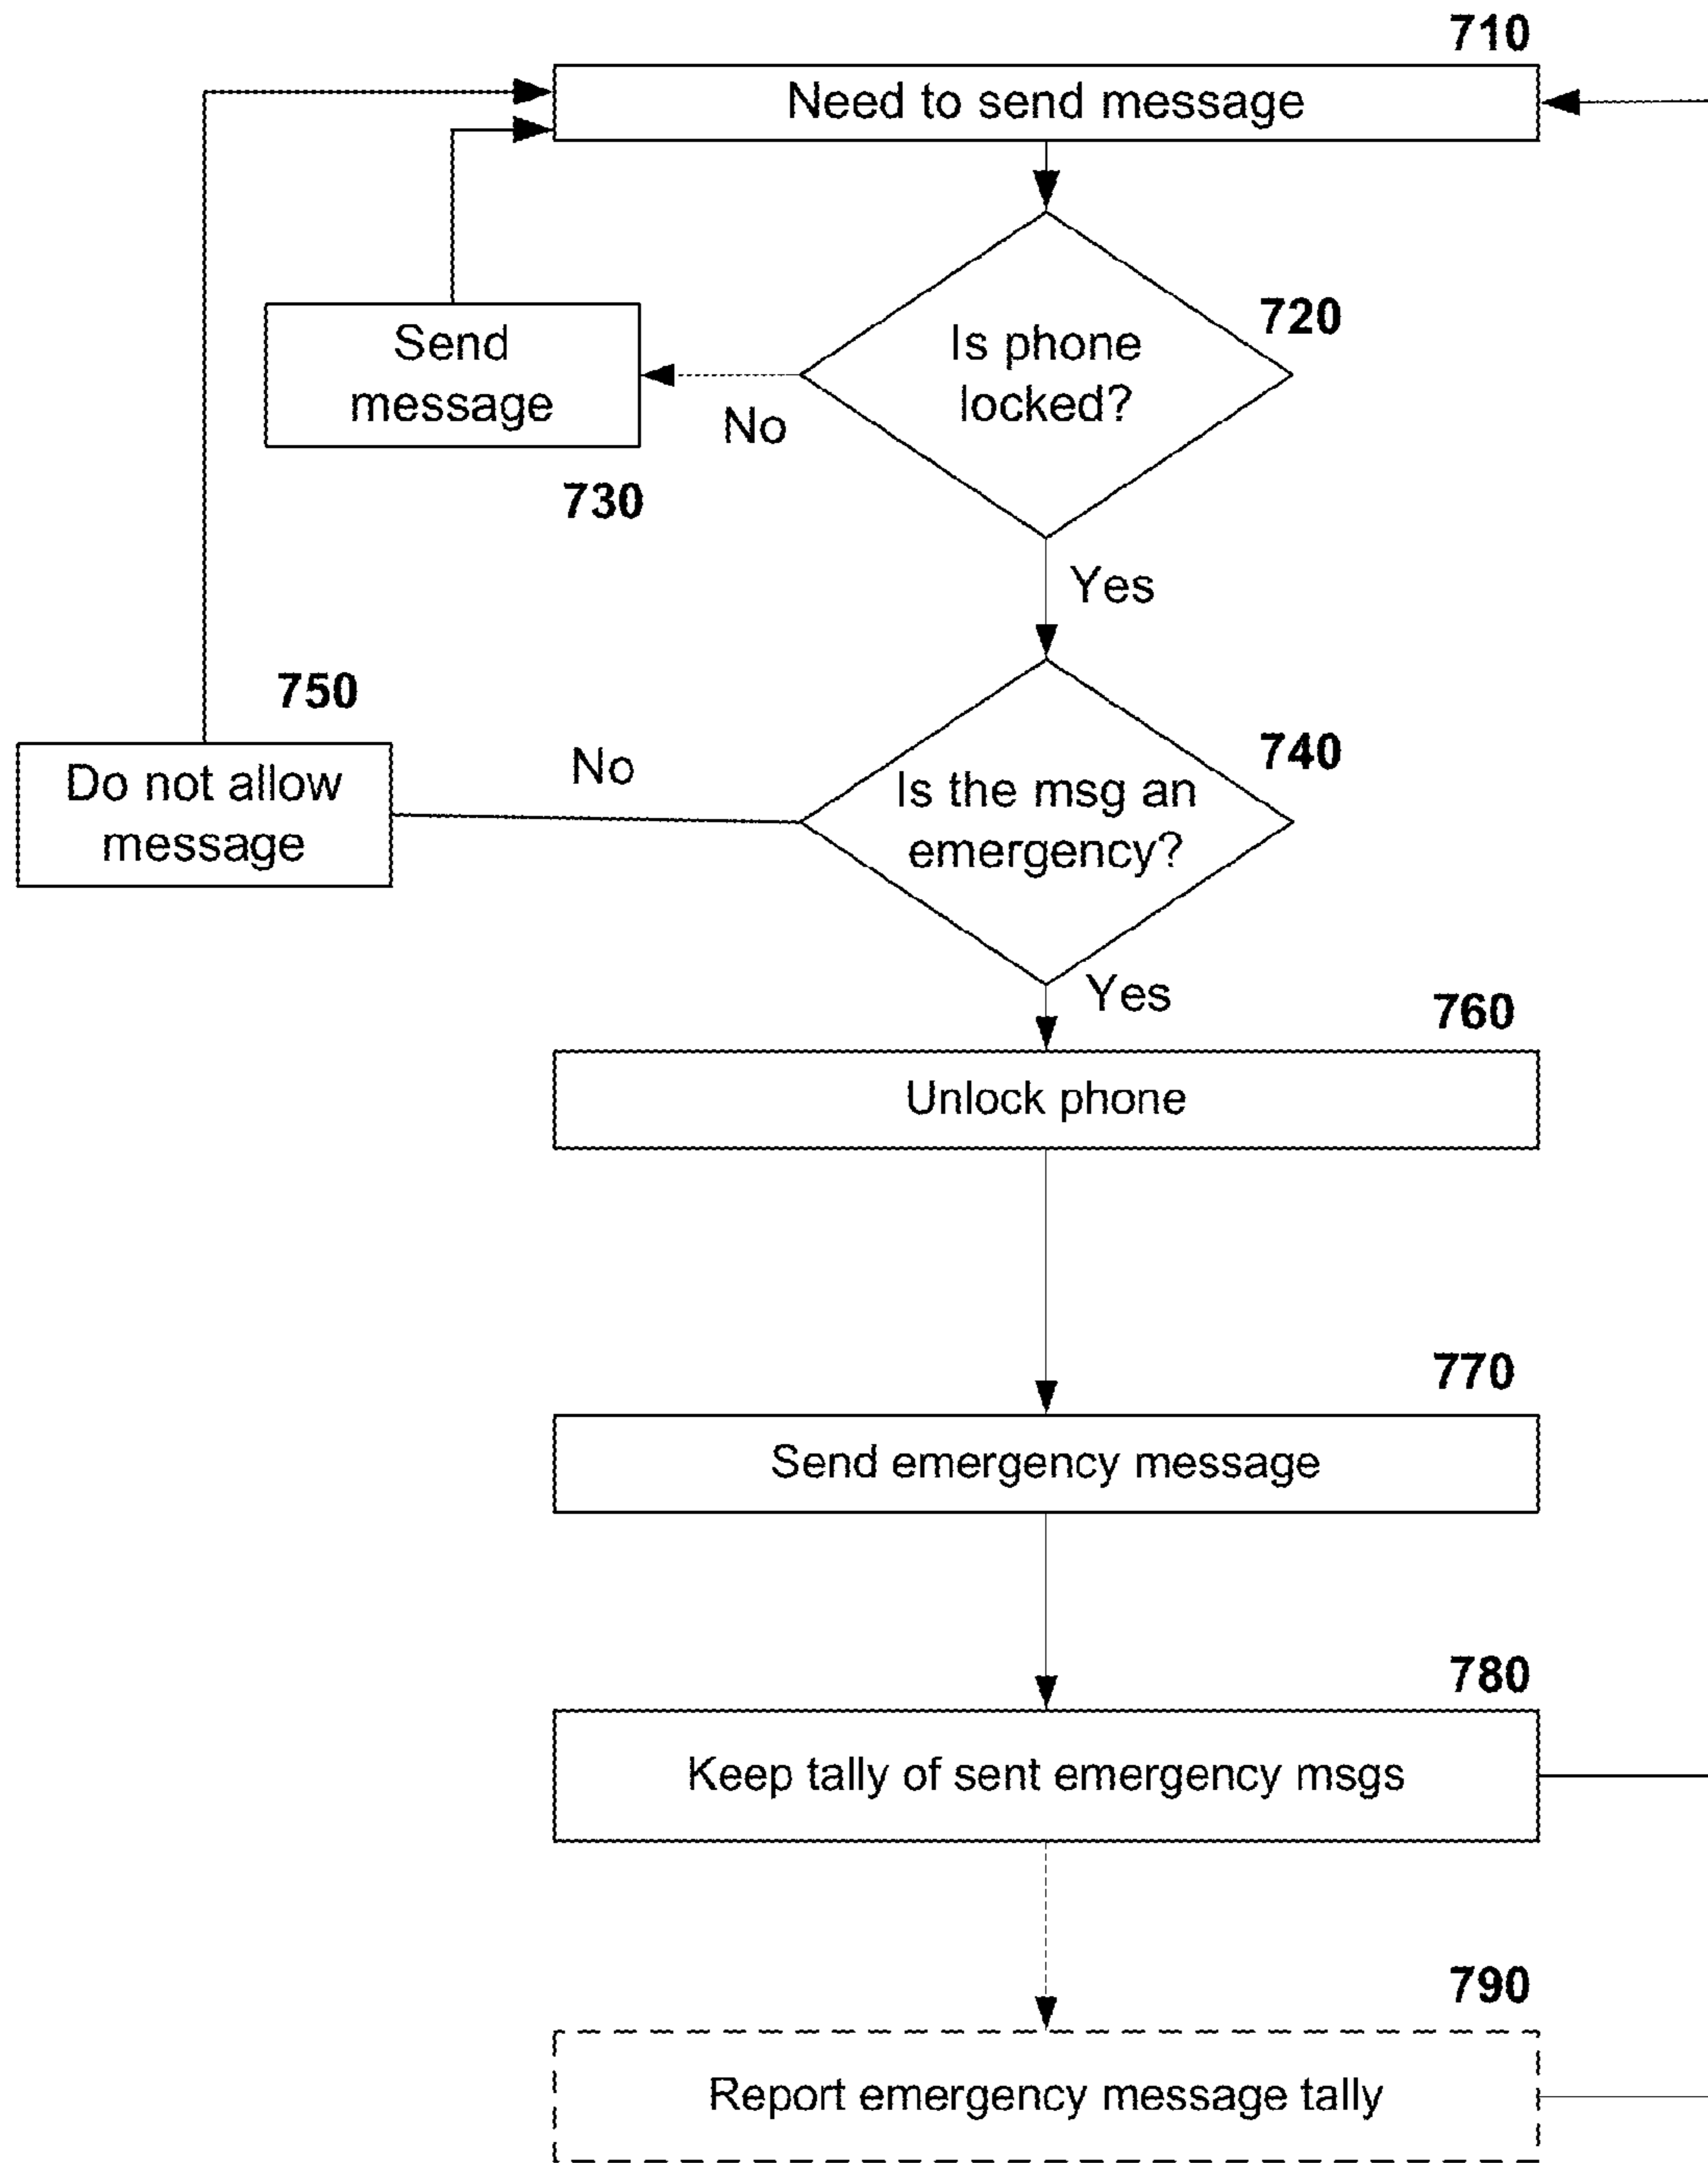 710
Need to send message
720
Is phone
locked?
Send
message
No
730
Yes
750
740
Do not allow
message
No
Is the msg an
emergency?
Yes
760
Unlock phone
770
Send emergency message
780
Keep tally of sent emergency msgs
790
Report emergency message tally